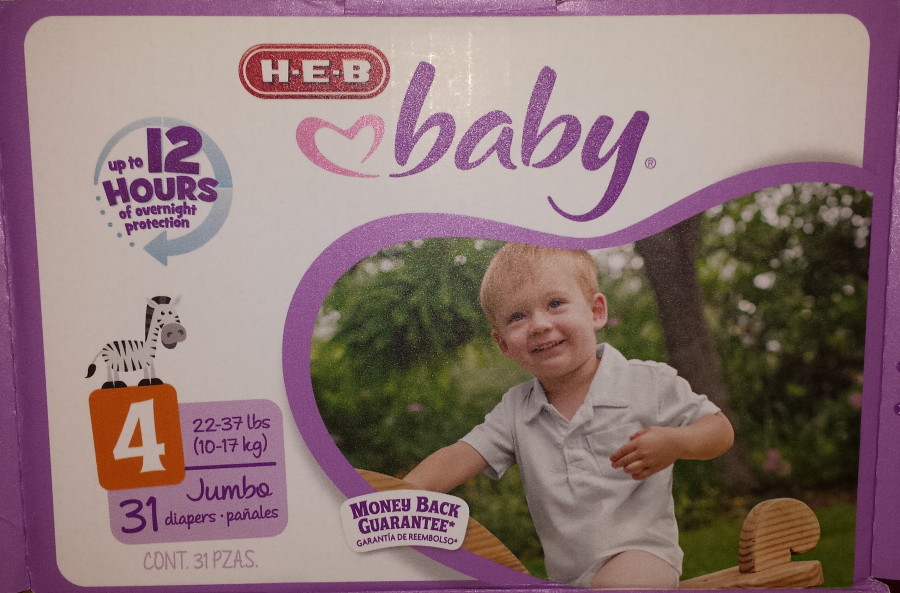 H-E-B
baby®
up to 12
HOURS
of overnight
protection
4
22-37 lbs
(10-17 kg)
Jumbo
31 diapers • pañales
CONT. 31 PZAS.
MONEY BACK
GUARANTEE*
GARANTÍA DE REEMBOLSO*